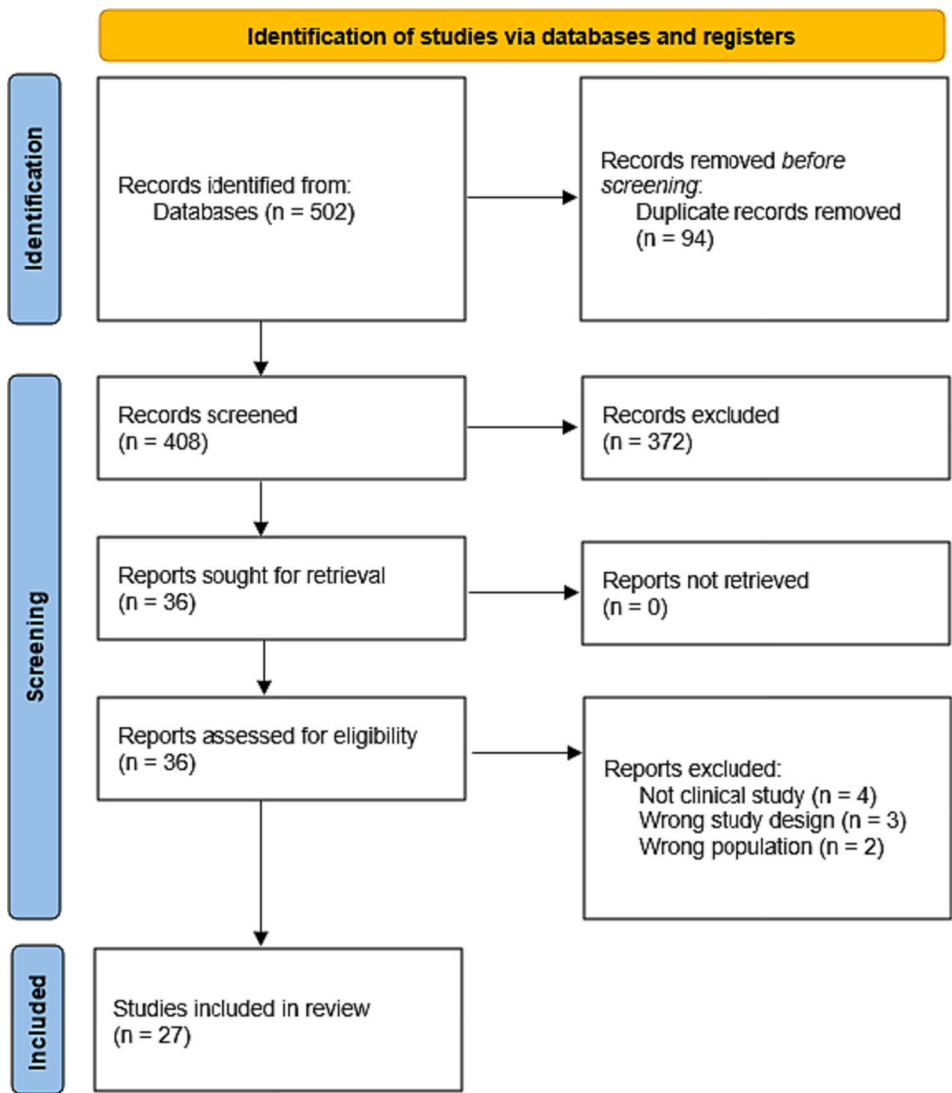 Identification of studies via databases and registers
Identification
Records identified from:
Databases (n = 502)
Records removed before
screening:
Duplicate records removed
(n = 94)
Screening
Records screened
(n = 408)
Records excluded
(n = 372)
Reports sought for retrieval
(n = 36)
Reports not retrieved
(n = 0)
Reports assessed for eligibility
(n = 36)
Reports excluded:
Not clinical study (n = 4)
Wrong study design (n = 3)
Wrong population (n = 2)
Included
Studies included in review
(n = 27)